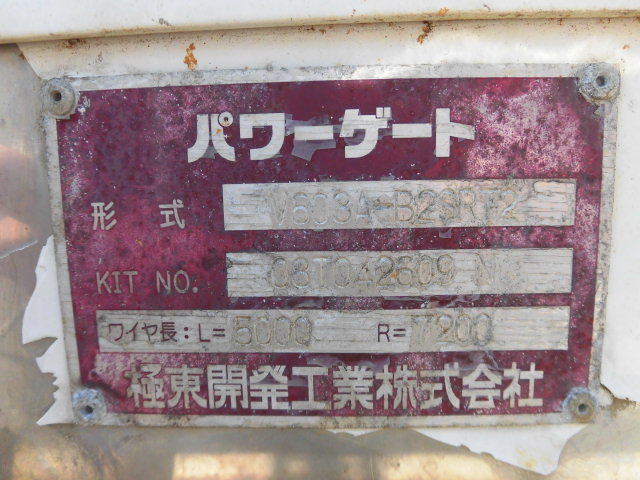 パワーゲート
形式 V603A-B2SRT2
KIT NO. 03T042609 N
ワイヤ長:L= 5000 R= 7200
極東開発工業株式会社